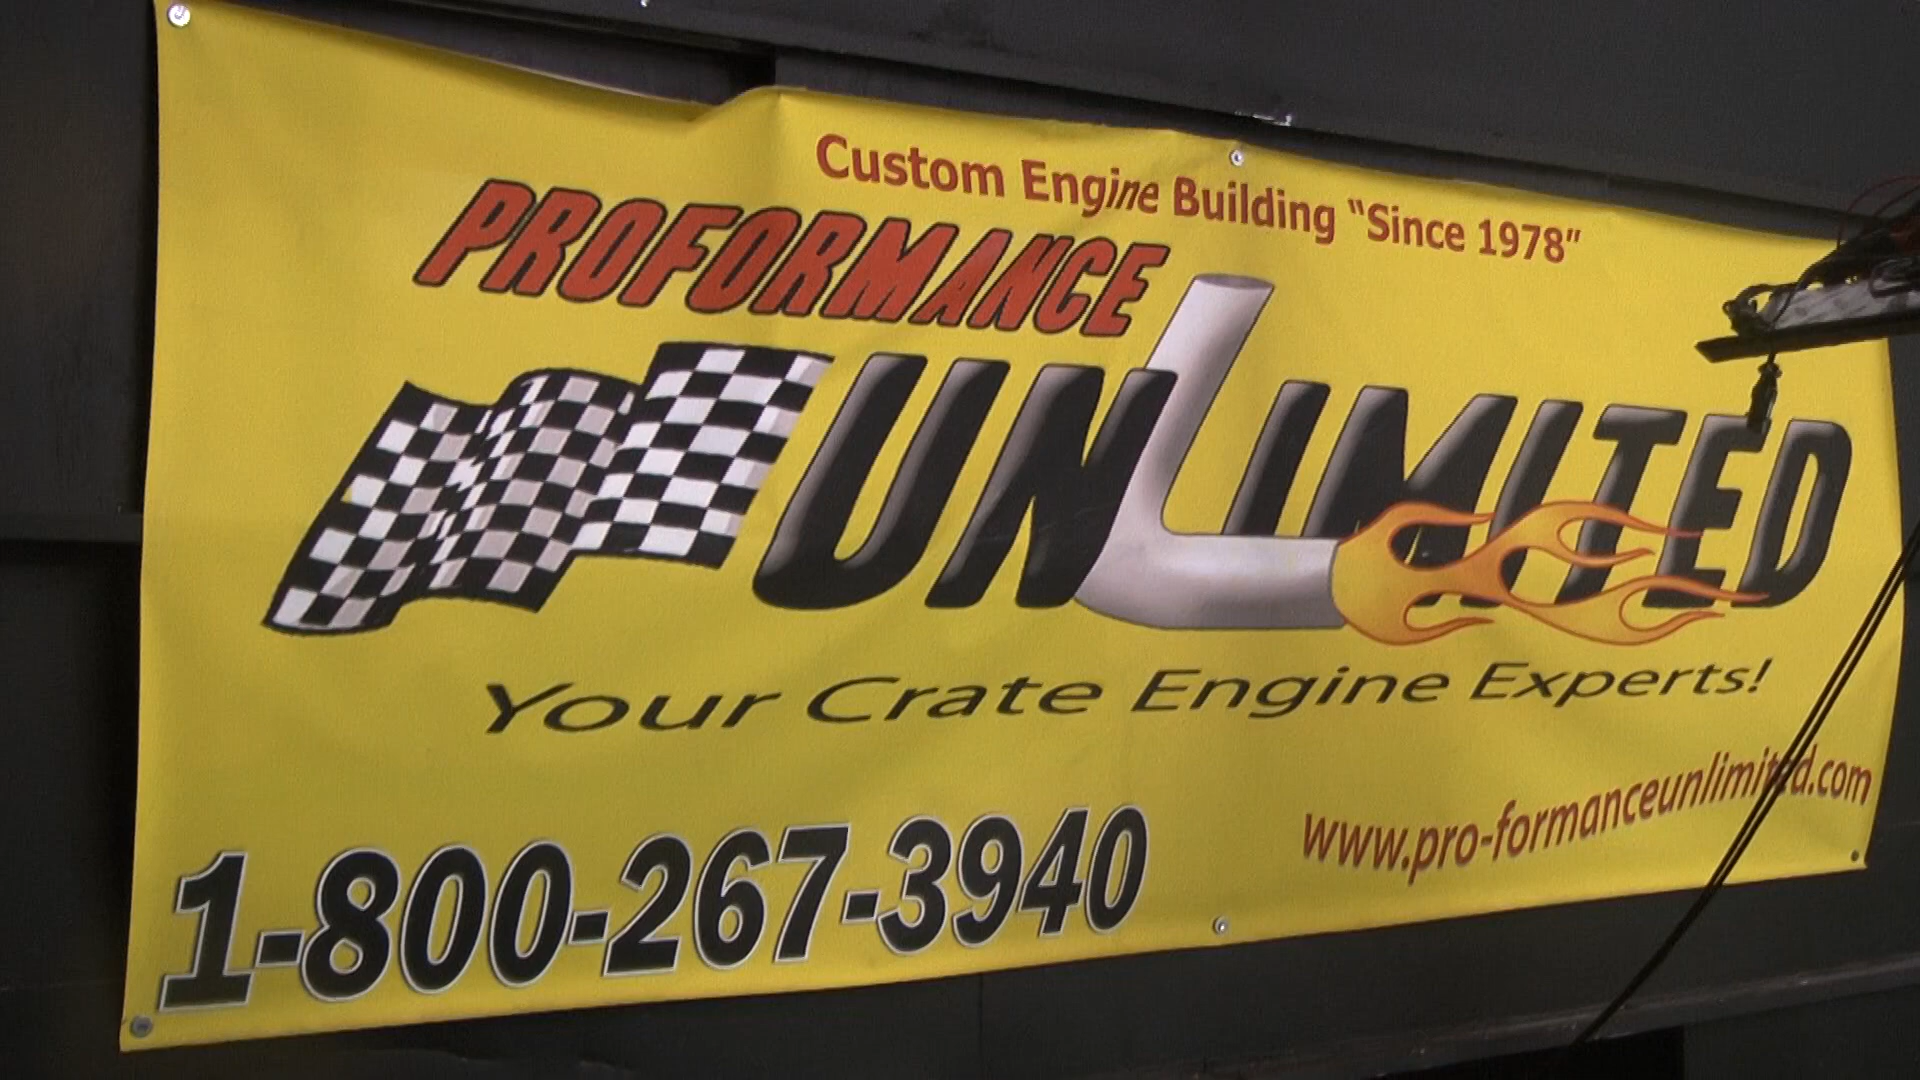 Custom Engine Building “Since 1978”
PROFORMANCE
UNLIMITED
Your Crate Engine Experts!
www.pro-formanceunlimited.com
1-800-267-3940